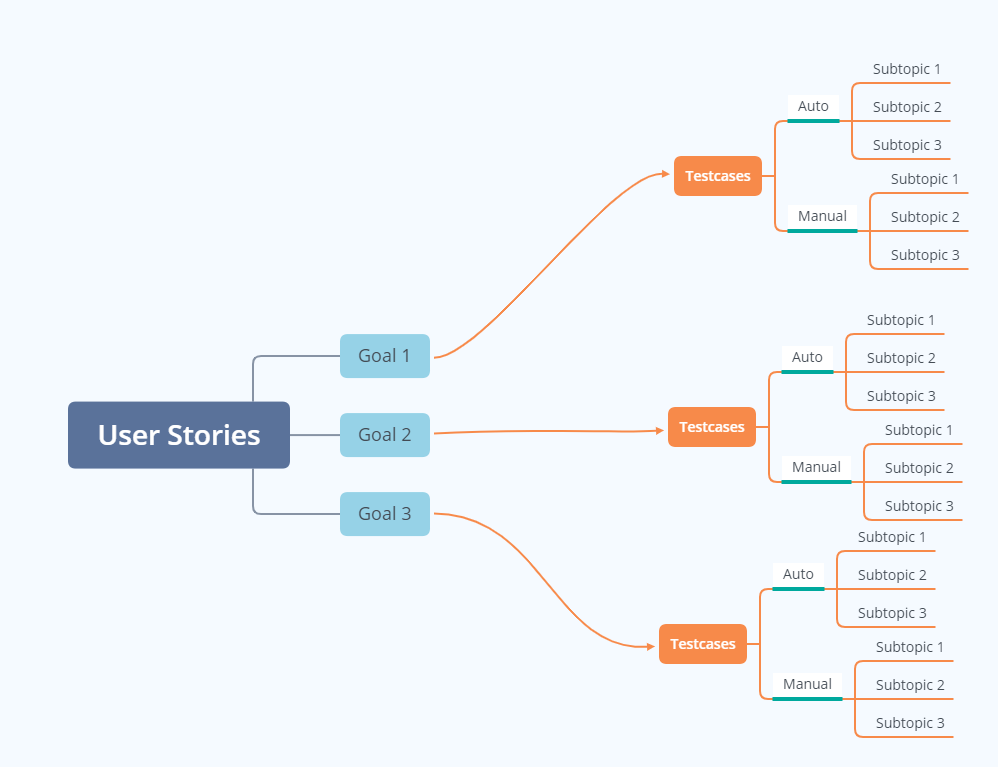 User Stories
Goal 1
Goal 2
Goal 3
Testcases
Auto
Subtopic 1
Subtopic 2
Subtopic 3
Manual
Subtopic 1
Subtopic 2
Subtopic 3
Testcases
Auto
Subtopic 1
Subtopic 2
Subtopic 3
Manual
Subtopic 1
Subtopic 2
Subtopic 3
Testcases
Auto
Subtopic 1
Subtopic 2
Subtopic 3
Manual
Subtopic 1
Subtopic 2
Subtopic 3